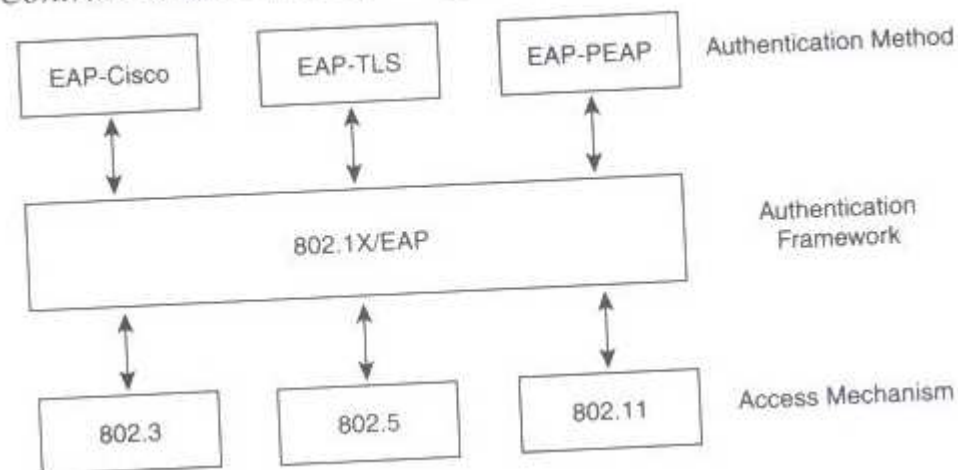 EAP-Cisco
EAP-TLS
EAP-PEAP
Authentication Method
802.1X/EAP
Authentication
Framework
802.3
802.5
802.11
Access Mechanism